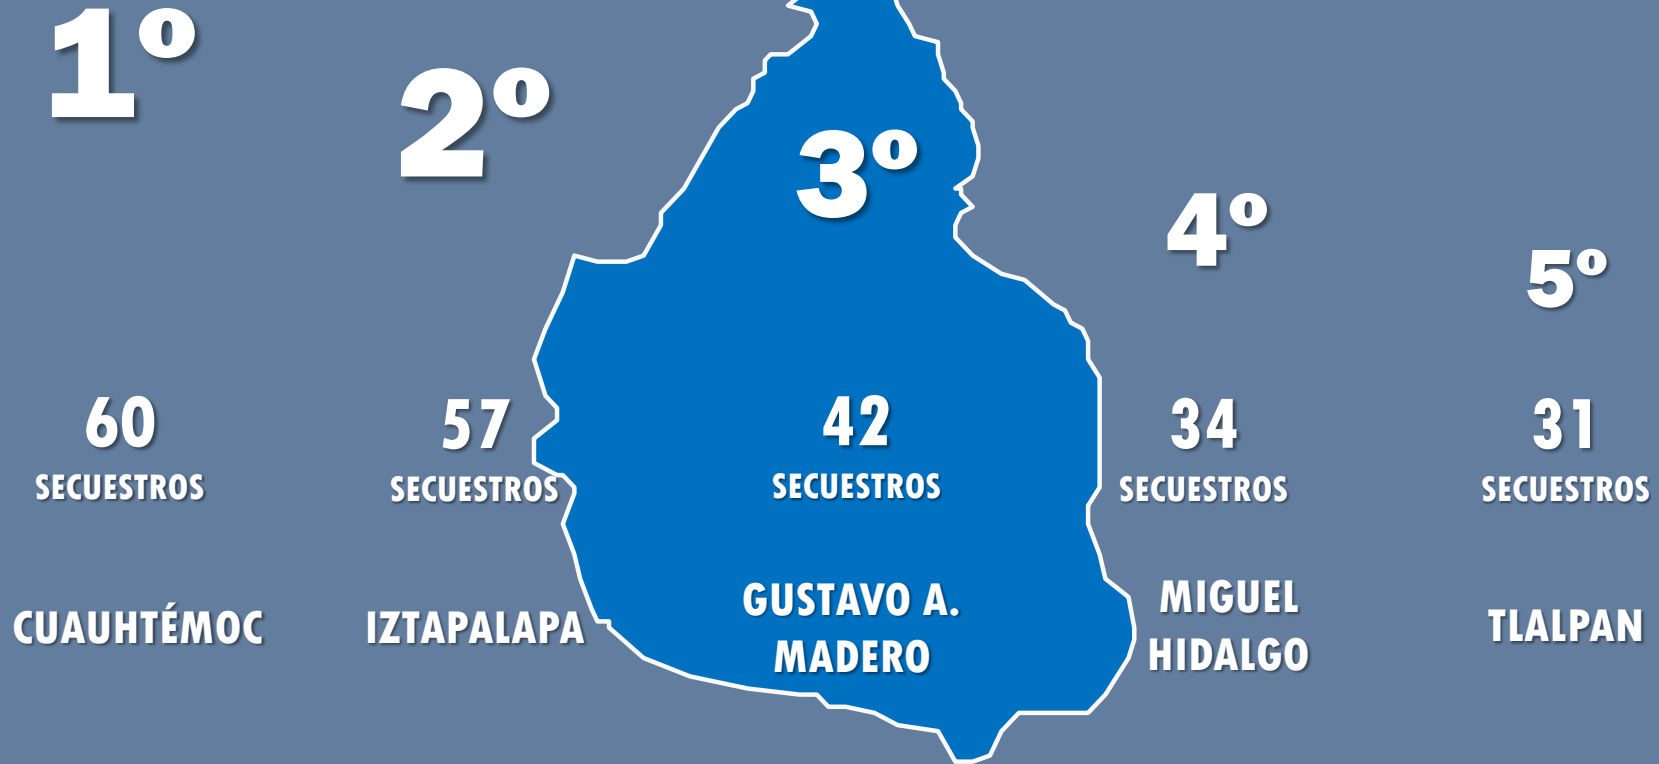 1º
2º
3º
4º
5º
60
SECUESTROS
57
SECUESTROS
42
SECUESTROS
34
SECUESTROS
31
SECUESTROS
CUAUHTÉMOC
IZTAPALAPA
GUSTAVO A.
MADERO
MIGUEL
HIDALGO
TLALPAN